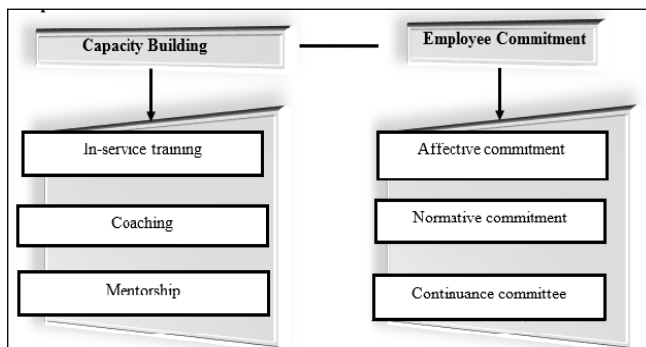 Capacity Building
Employee Commitment
In-service training
Coaching
Mentorship
Affective commitment
Normative commitment
Continuance committee